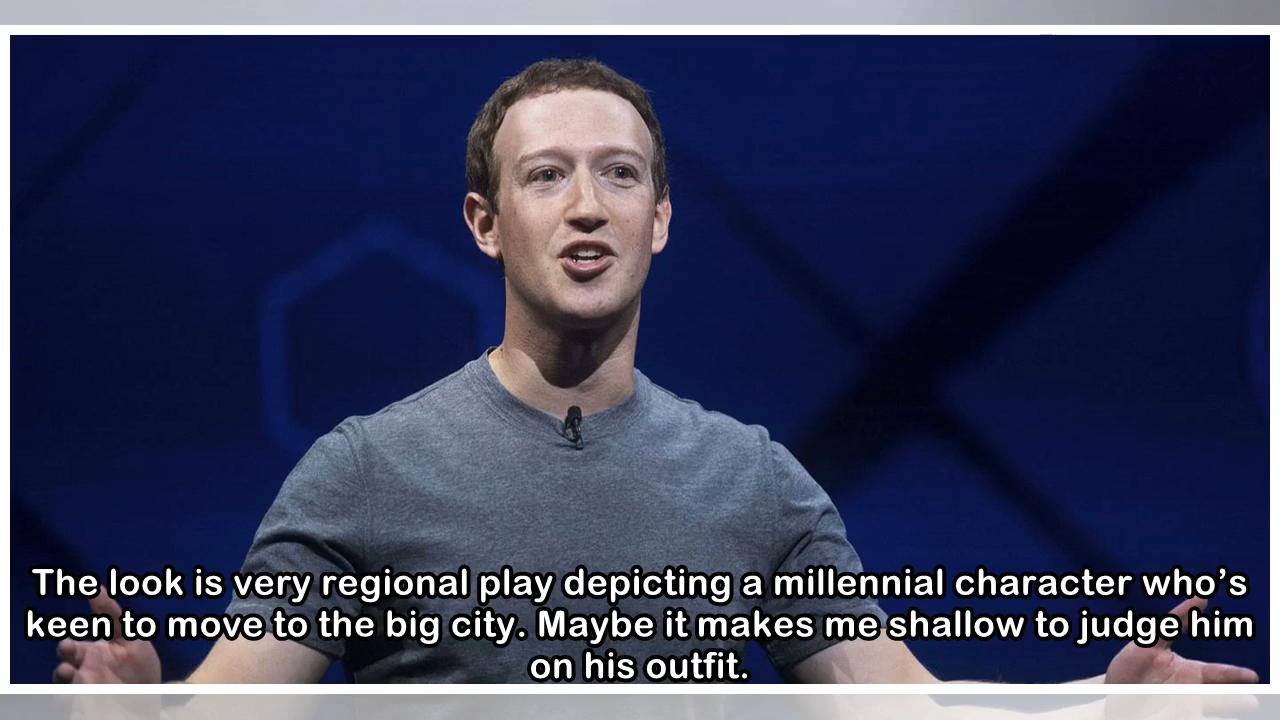 The look is very regional play depicting a millennial character who’s
keen to move to the big city. Maybe it makes me shallow to judge him
on his outfit.